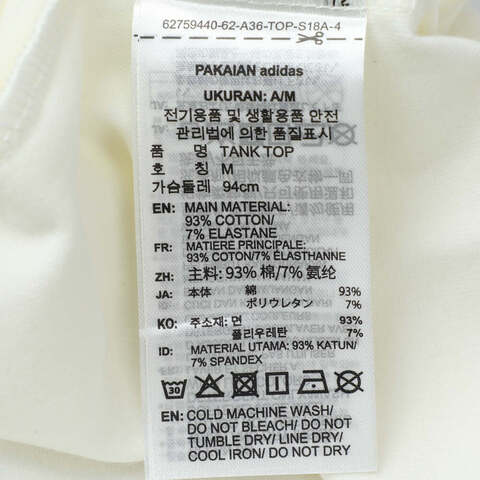 62759440-62-A36-TOP-S18A-4
PAKAIAN adidas
UKURAN: A/M
전기용품 및 생활용품 안전
관리법에 의한 품질표시
품 명 TANK TOP
호 칭 M
가슴둘레 94cm
EN: MAIN MATERIAL:
93% COTTON/
7% ELASTANE
FR: MATIERE PRINCIPALE:
93% COTON/7% ÉLASTHANNE
ZH: 主料: 93% 棉/7% 氨纶
JA: 本体 綿 93%
ポリウレタン 7%
KO: 주소재: 면 93%
폴리우레탄 7%
ID: MATERIAL UTAMA: 93% KATUN/
7% SPANDEX
30
EN: COLD MACHINE WASH/
DO NOT BLEACH/ DO NOT
TUMBLE DRY/ LINE DRY/
COOL IRON/ DO NOT DRY